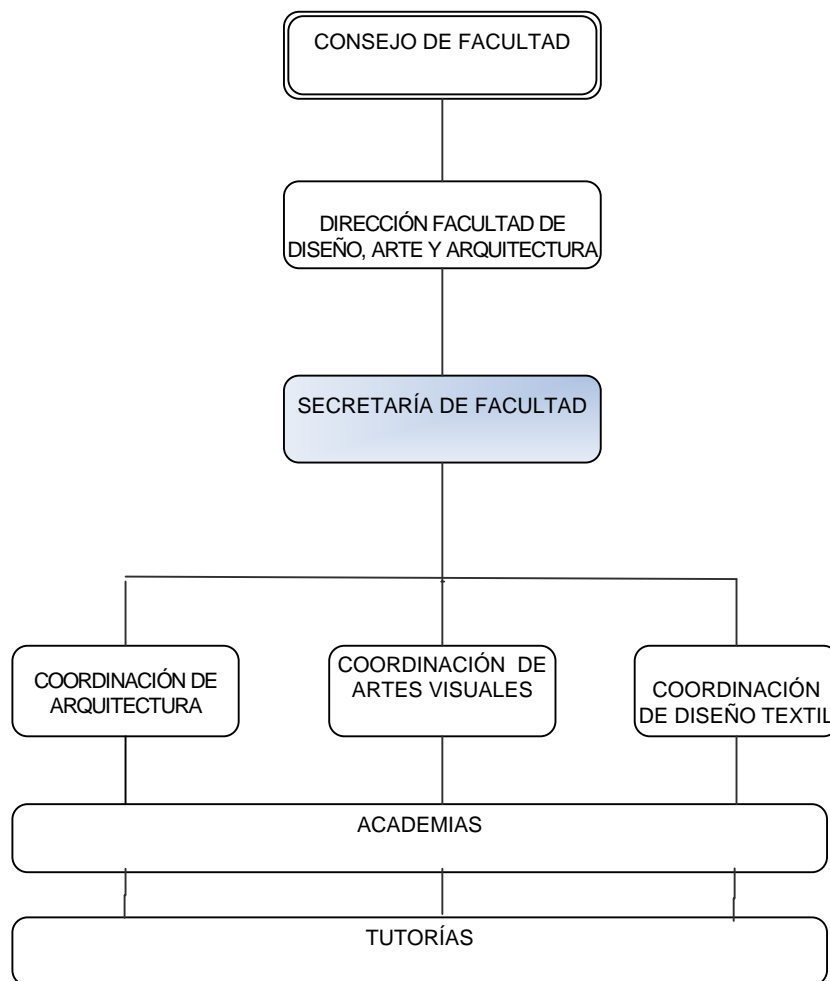 CONSEJO DE FACULTAD
DIRECCIÓN FACULTAD DE
DISEÑO, ARTE Y ARQUITECTURA
SECRETARÍA DE FACULTAD
COORDINACIÓN DE
ARQUITECTURA
COORDINACIÓN DE
ARTES VISUALES
COORDINACIÓN
DE DISEÑO TEXTIL
ACADEMIAS
TUTORÍAS